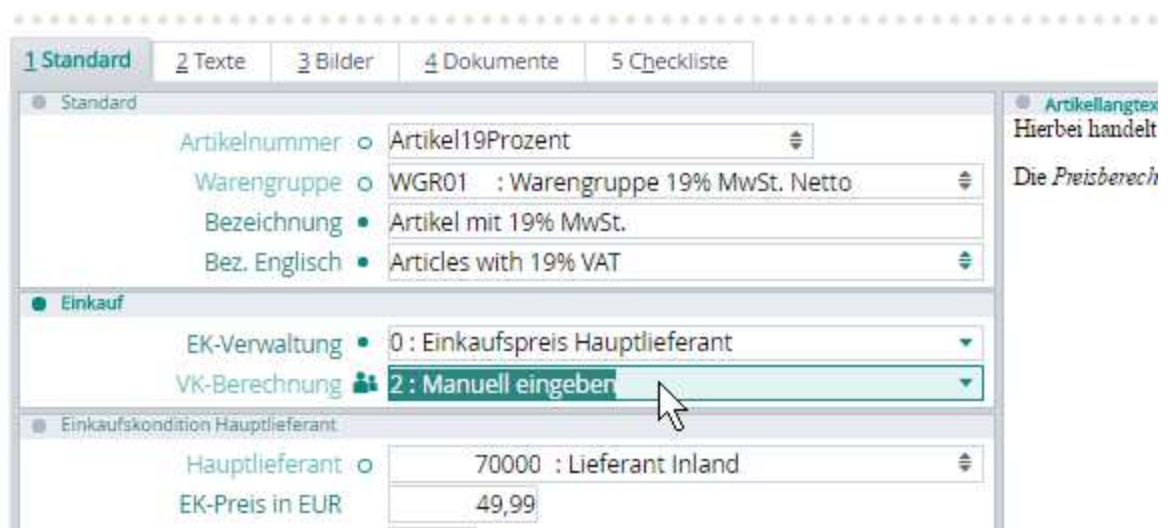 1 Standard 2 Texte 3 Bilder 4 Dokumente 5 Checkliste
Standard
Artikelnummer Artikel19Prozent
Warengruppe WGR01 : Warengruppe 19% MwSt. Netto
Bezeichnung Artikel mit 19% MwSt.
Bez. Englisch Articles with 19% VAT
Einkauf
EK-Verwaltung 0 : Einkaufspreis Hauptlieferant
VK-Berechnung 2 : Manuell eingeben
Einkaufskondition Hauptlieferant
Hauptlieferant 70000 : Lieferant Inland
EK-Preis in EUR 49,99
Artikellangtex
Hierbei handelt
Die Preisberech